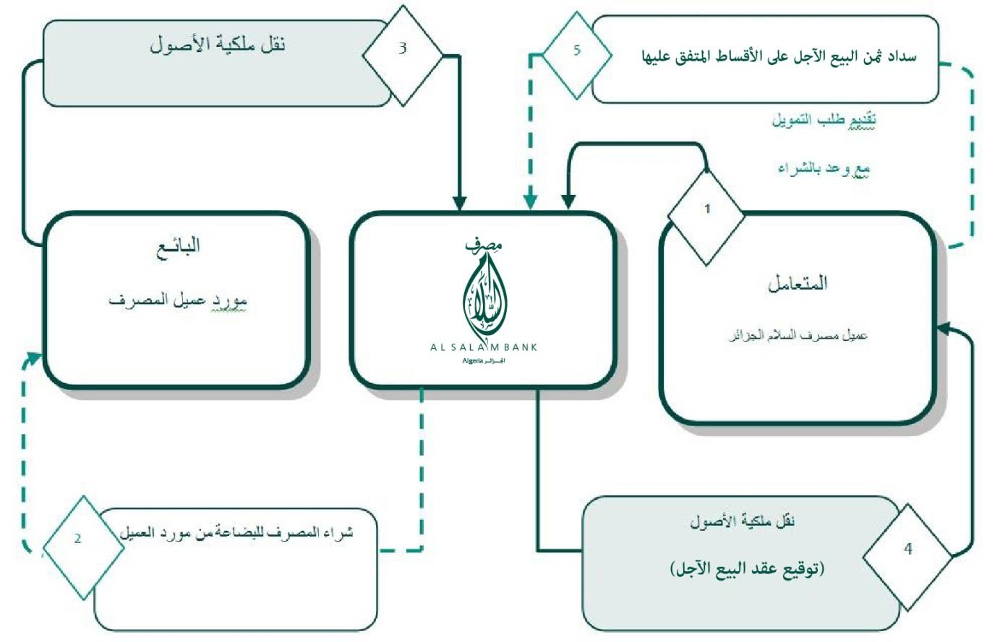 سداد ثمن البيع الآجل على الأقساط المتفق عليها
5
3
نقل ملكية الأصول
تقديم طلب التمويل
مع وعد بالشراء
1
المتعامل
عميل مصرف السلام الجزائر
مصرف
السلام
AL SALAM BANK
Algeria الجزائر
البائع
مورد عميل المصرف
4
نقل ملكية الأصول
(توقيع عقد البيع الآجل)
2
شراء المصرف للبضاعة من مورد العميل